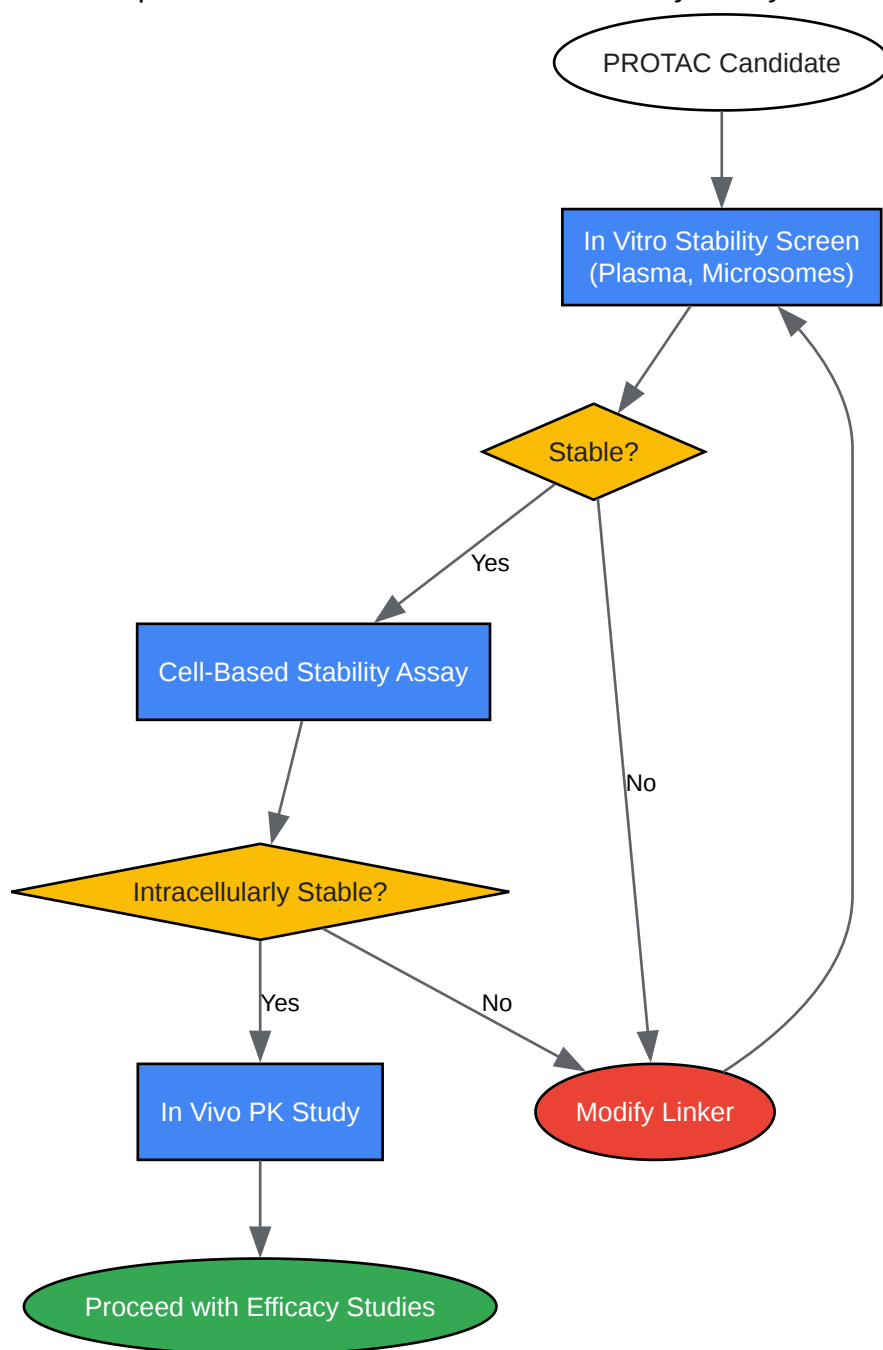 PROTAC Candidate
In Vitro Stability Screen
(Plasma, Microsomes)
Stable?
Yes
Cell-Based Stability Assay
No
Intracellularly Stable?
Yes
No
In Vivo PK Study
Modify Linker
Proceed with Efficacy Studies